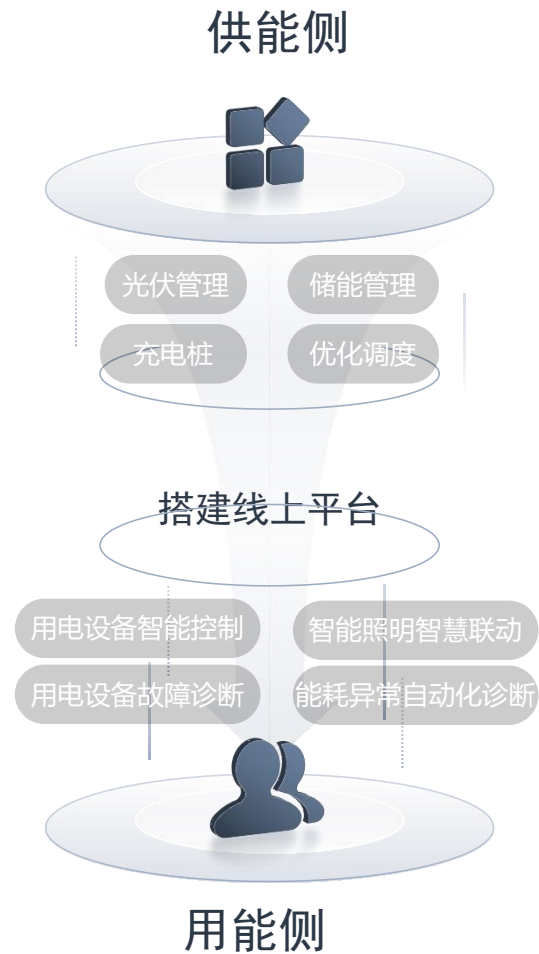 供能侧
光伏管理 储能管理
充电桩 优化调度
搭建线上平台
用电设备智能控制 智能照明智慧联动
用电设备故障诊断 能耗异常自动化诊断
用能侧